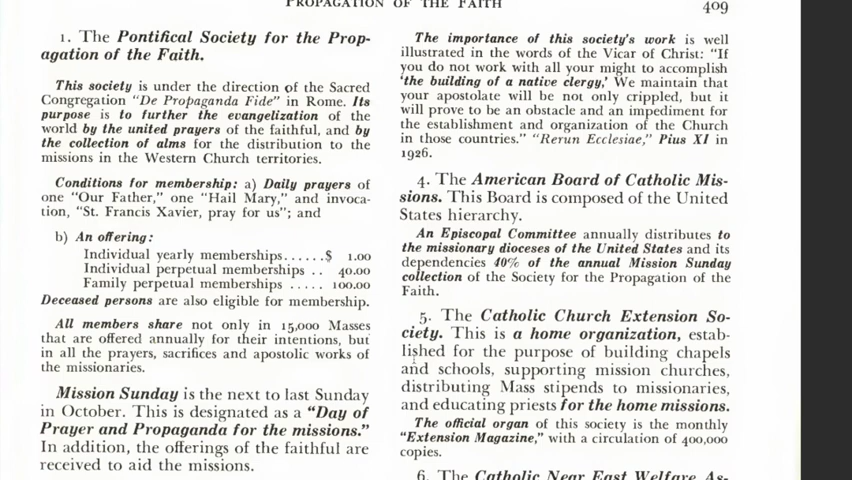 PROPAGATION OF THE FAITH
409
1. The Pontifical Society for the Prop-
agation of the Faith.
This society is under the direction of the Sacred
Congregation "De Propaganda Fide" in Rome. Its
purpose is to further the evangelization of the
world by the united prayers of the faithful, and by
the collection of alms for the distribution to the
missions in the Western Church territories.
Conditions for membership: a) Daily prayers of
one "Our Father," one "Hail Mary," and invoca-
tion, "St. Francis Xavier, pray for us"; and
b) An offering:
Individual yearly memberships......$ 1.00
Individual perpetual memberships .. 40.00
Family perpetual memberships ..... 100.00
Deceased persons are also eligible for membership.
All members share not only in 15,000 Masses
that are offered annually for their intentions, but
in all the prayers, sacrifices and apostolic works of
the missionaries.
Mission Sunday is the next to last Sunday
in October. This is designated as a "Day of
Prayer and Propaganda for the missions."
In addition, the offerings of the faithful are
received to aid the missions.
The importance of this society's work is well
illustrated in the words of the Vicar of Christ: "If
you do not work with all your might to accomplish
'the building of a native clergy,' We maintain that
your apostolate will be not only crippled, but it
will prove to be an obstacle and an impediment for
the establishment and organization of the Church
in those countries." "Rerun Ecclesiae," Pius XI in
1926.
4. The American Board of Catholic Mis-
sions. This Board is composed of the United
States hierarchy.
An Episcopal Committee annually distributes to
the missionary dioceses of the United States and its
dependencies 40% of the annual Mission Sunday
collection of the Society for the Propagation of the
Faith.
5. The Catholic Church Extension So-
ciety. This is a home organization, estab-
lished for the purpose of building chapels
and schools, supporting mission churches,
distributing Mass stipends to missionaries,
and educating priests for the home missions.
The official organ of this society is the monthly
"Extension Magazine," with a circulation of 400,000
copies.
6. The Catholic Near East Welfare As-